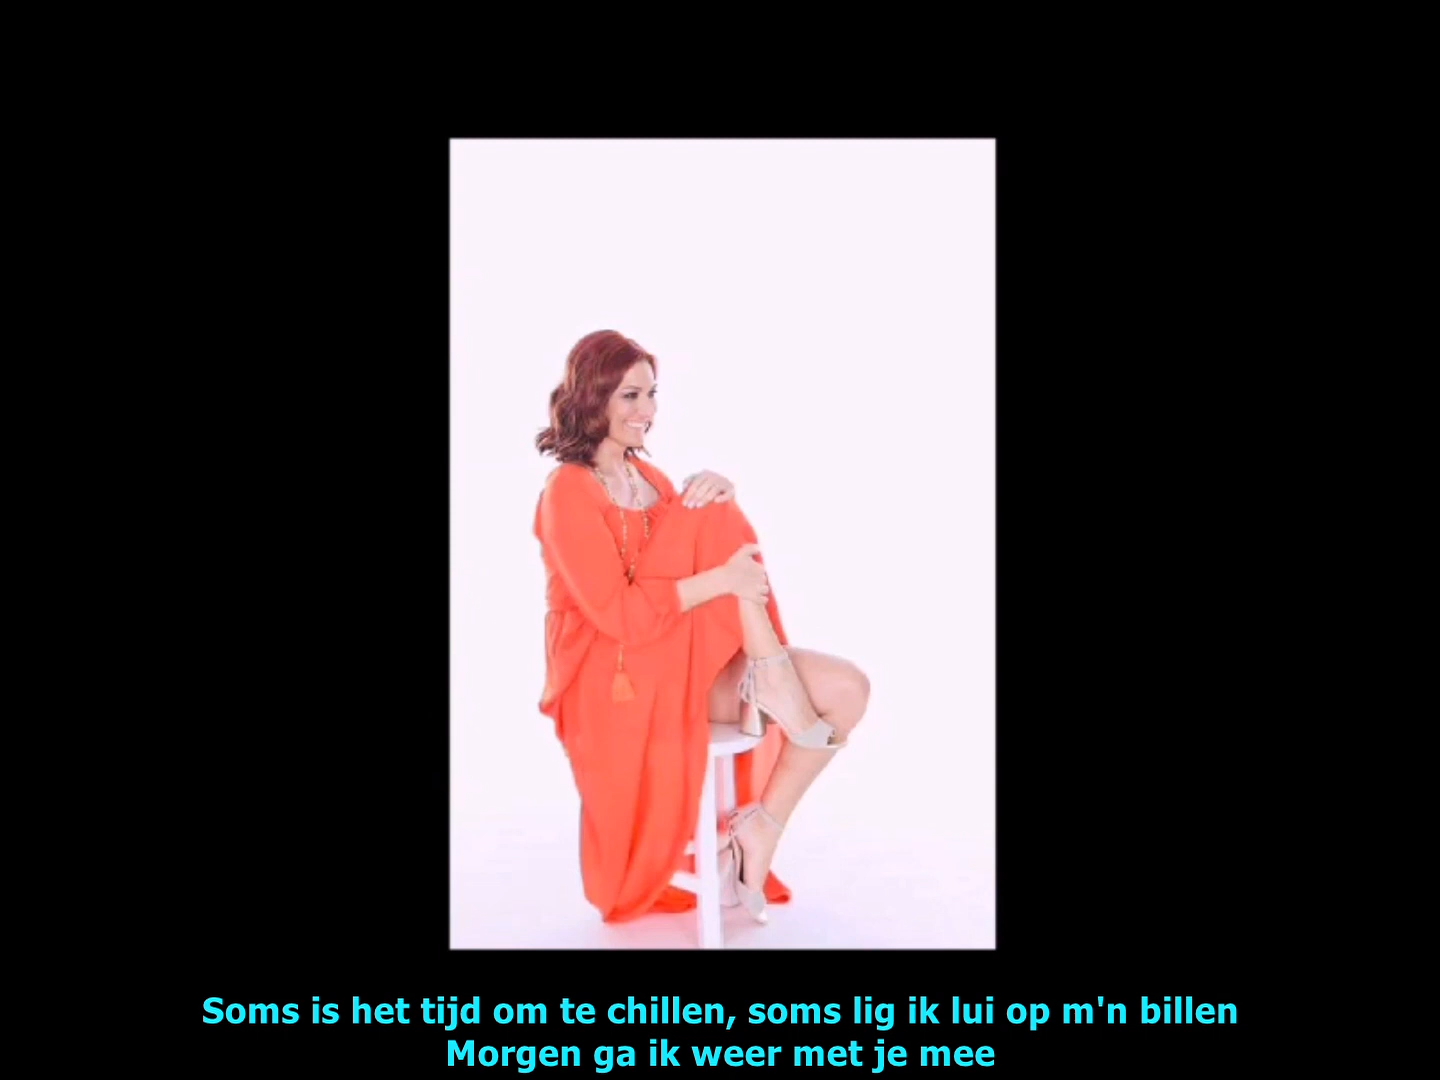 Soms is het tijd om te chillen, soms lig ik lui op m'n billen
Morgen ga ik weer met je mee